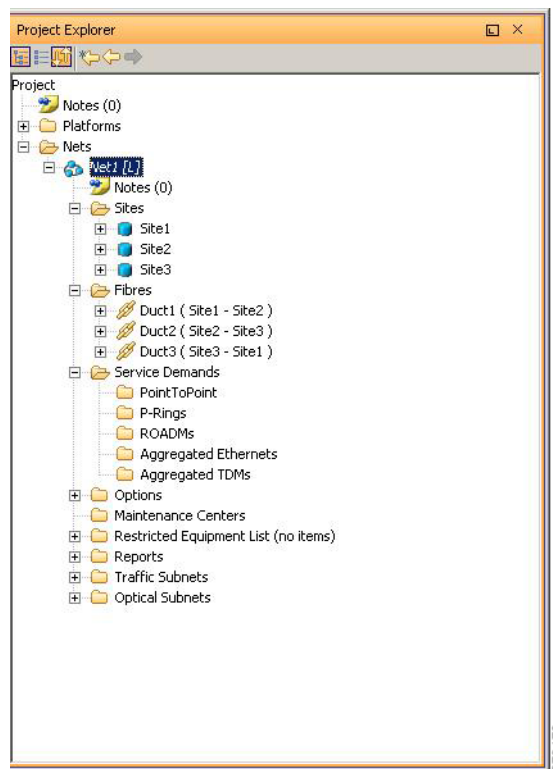 Project Explorer
Project
Notes (0)
Platforms
Nets
Net1 [L]
Notes (0)
Sites
Site1
Site2
Site3
Fibres
Duct1 ( Site1 - Site2 )
Duct2 ( Site2 - Site3 )
Duct3 ( Site3 - Site1 )
Service Demands
PointToPoint
P-Rings
ROADMs
Aggregated Ethernets
Aggregated TDMs
Options
Maintenance Centers
Restricted Equipment List (no items)
Reports
Traffic Subnets
Optical Subnets